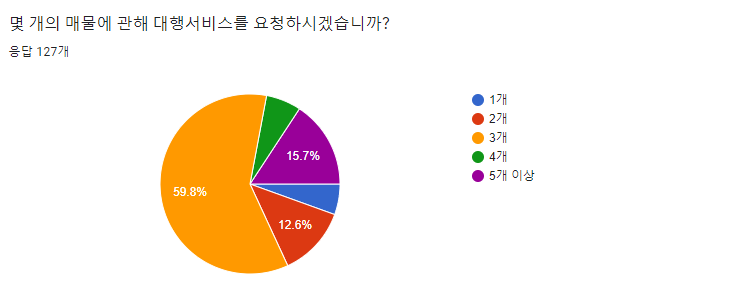 몇 개의 매물에 관해 대행서비스를 요청하시겠습니까?
응답 127개
1개
2개
3개
4개
5개 이상
15.7%
59.8%
12.6%